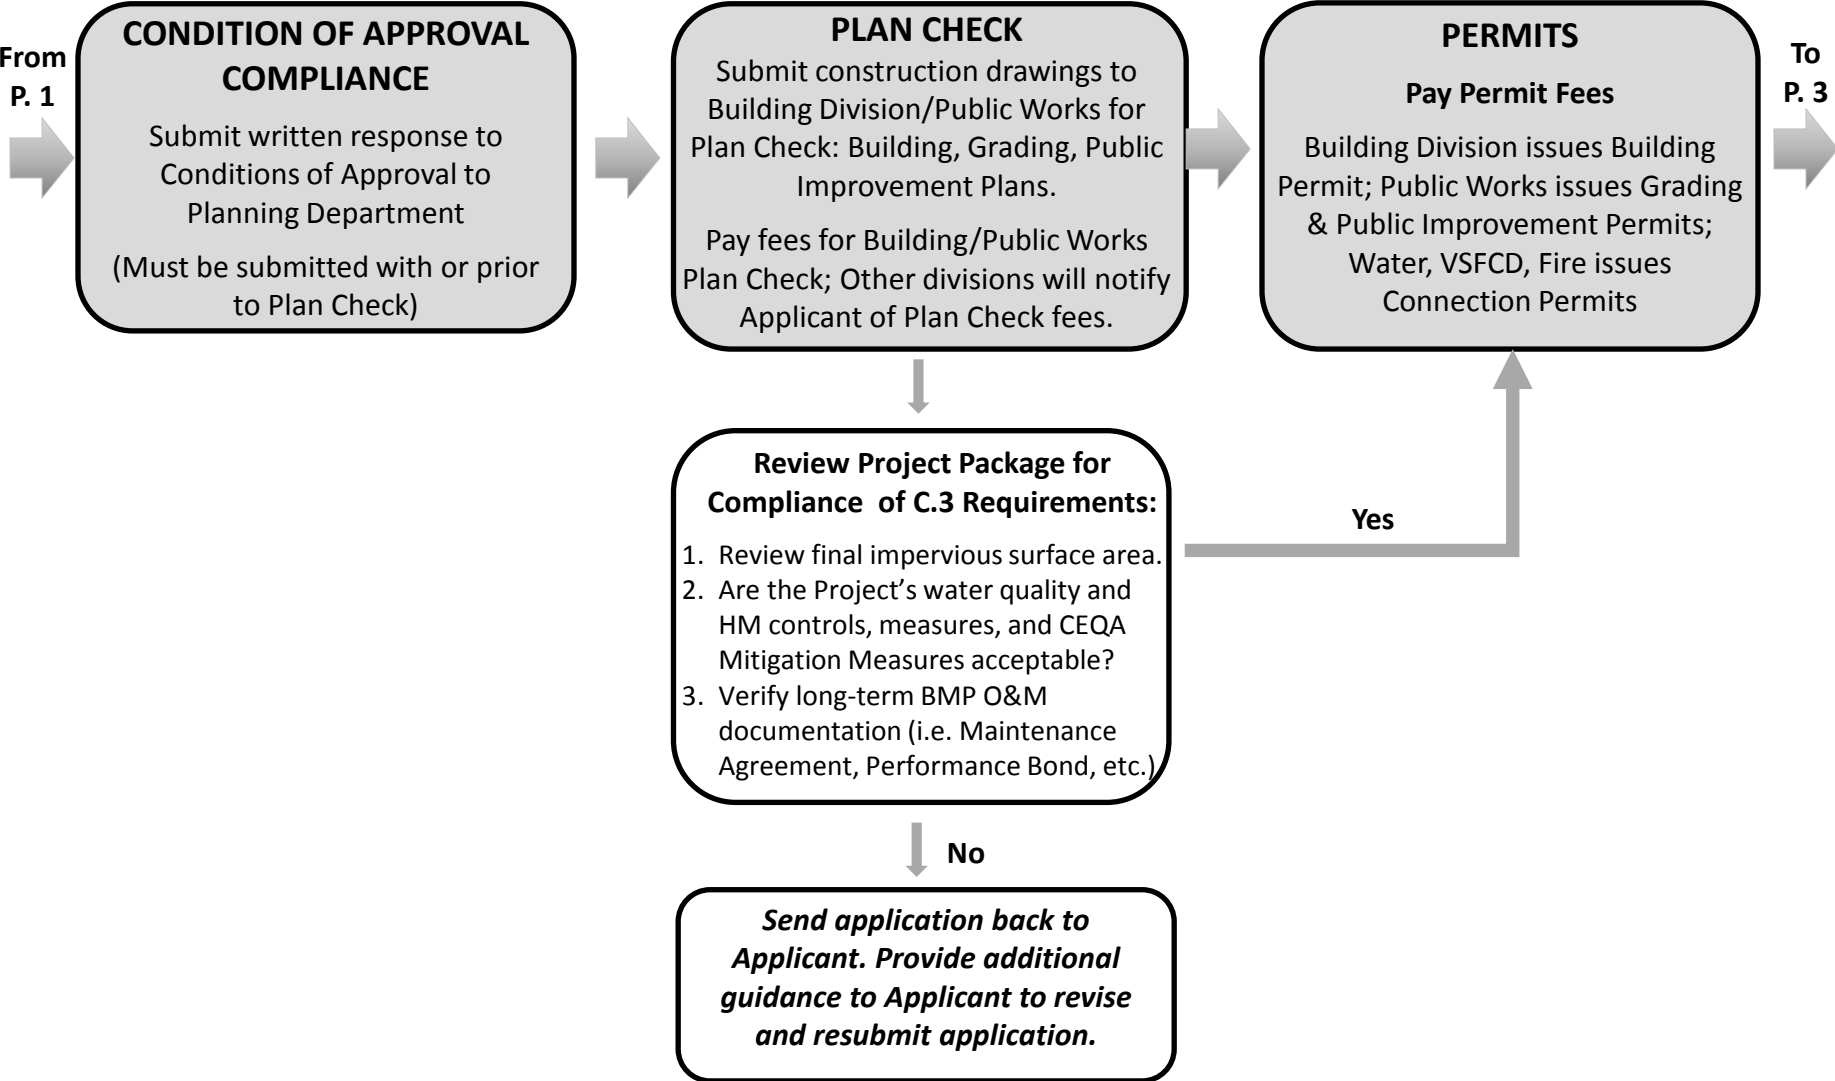 From
P. 1
CONDITION OF APPROVAL
COMPLIANCE
Submit written response to
Conditions of Approval to
Planning Department
(Must be submitted with or prior
to Plan Check)
PLAN CHECK
Submit construction drawings to
Building Division/Public Works for
Plan Check: Building, Grading, Public
Improvement Plans.
Pay fees for Building/Public Works
Plan Check; Other divisions will notify
Applicant of Plan Check fees.
PERMITS
Pay Permit Fees
Building Division issues Building
Permit; Public Works issues Grading
& Public Improvement Permits;
Water, VSFCD, Fire issues
Connection Permits
To
P. 3
Review Project Package for
Compliance of C.3 Requirements:
1. Review final impervious surface area.
2. Are the Project’s water quality and
HM controls, measures, and CEQA
Mitigation Measures acceptable?
3. Verify long-term BMP O&M
documentation (i.e. Maintenance
Agreement, Performance Bond, etc.)
Yes
No
Send application back to
Applicant. Provide additional
guidance to Applicant to revise
and resubmit application.